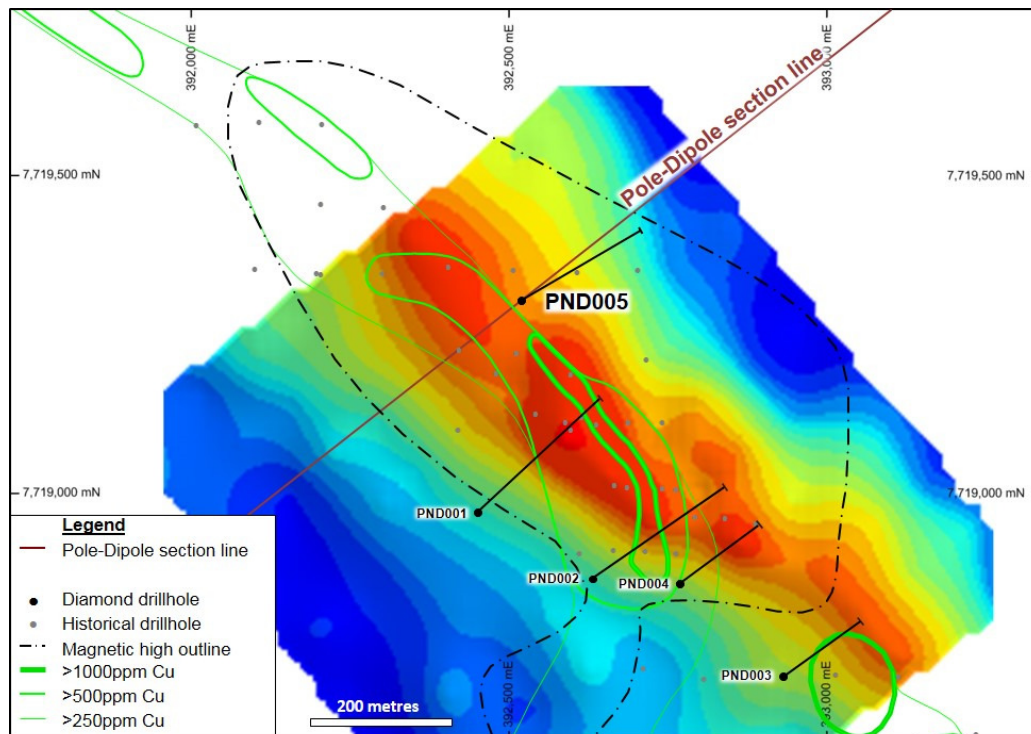 392,000 mE
392,500 mE
393,000 mE
Pole-Dipole section line
7,719,500 mN
7,719,500 mN
PND005
7,719,000 mN
7,719,000 mN
PND001
PND002
PND004
PND003
392,500 mE
393,000 mE
Legend
Pole-Dipole section line
Diamond drillhole
Historical drillhole
Magnetic high outline
>1000ppm Cu
>500ppm Cu
>250ppm Cu
200 metres